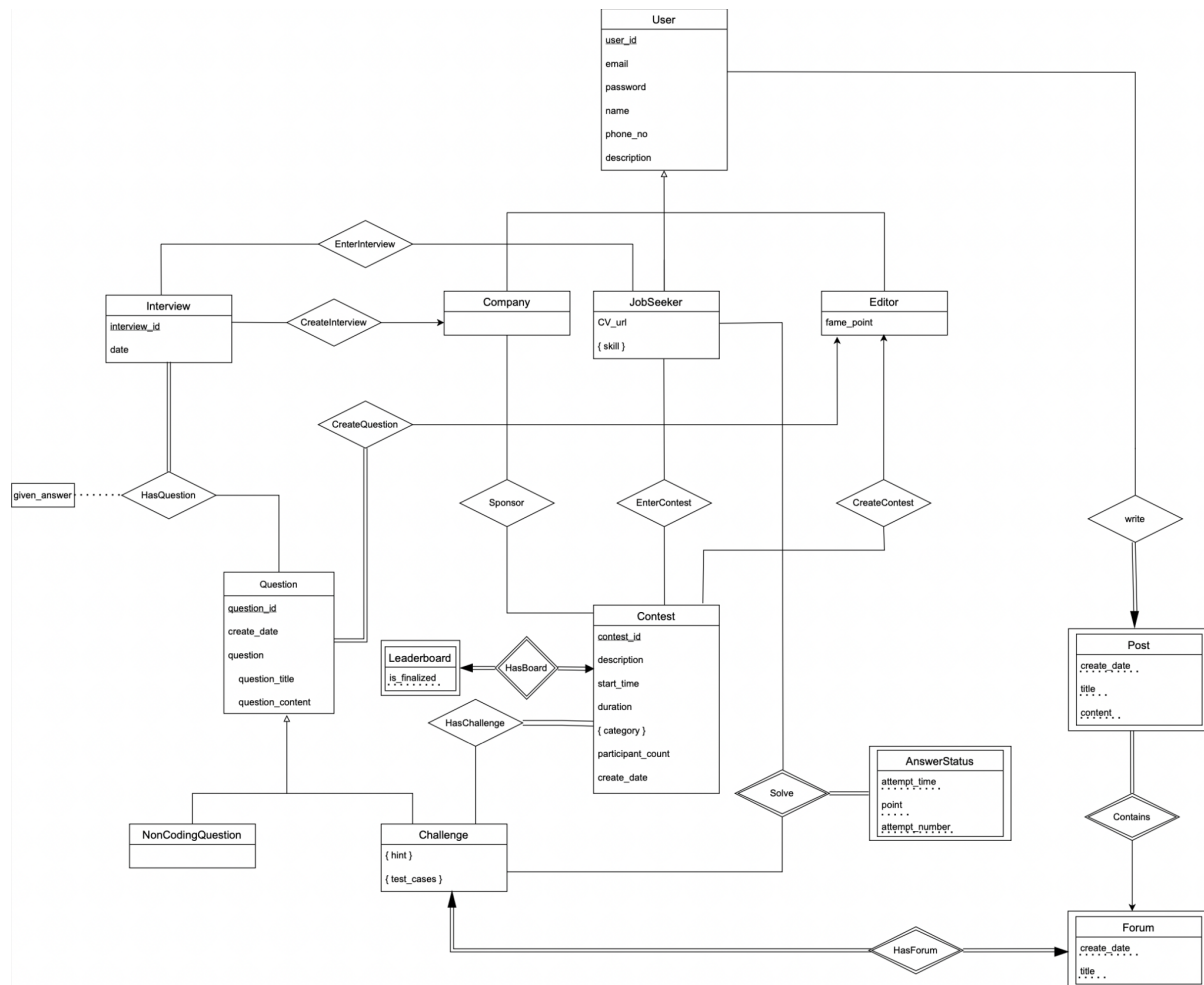 User
user_id
email
password
name
phone_no
description
EnterInterview
Interview
interview_id
date
CreateInterview
Company
JobSeeker
CV_url
{ skill }
Editor
fame_point
CreateQuestion
given_answer
HasQuestion
Sponsor
EnterContest
CreateContest
write
Question
question_id
create_date
question
question_title
question_content
Leaderboard
is_finalized
HasBoard
HasChallenge
Contest
contest_id
description
start_time
duration
{ category }
participant_count
create_date
Post
create_date
title
content
Solve
AnswerStatus
attempt_time
point
attempt_number
Contains
NonCodingQuestion
Challenge
{ hint }
{ test_cases }
HasForum
Forum
create_date
title